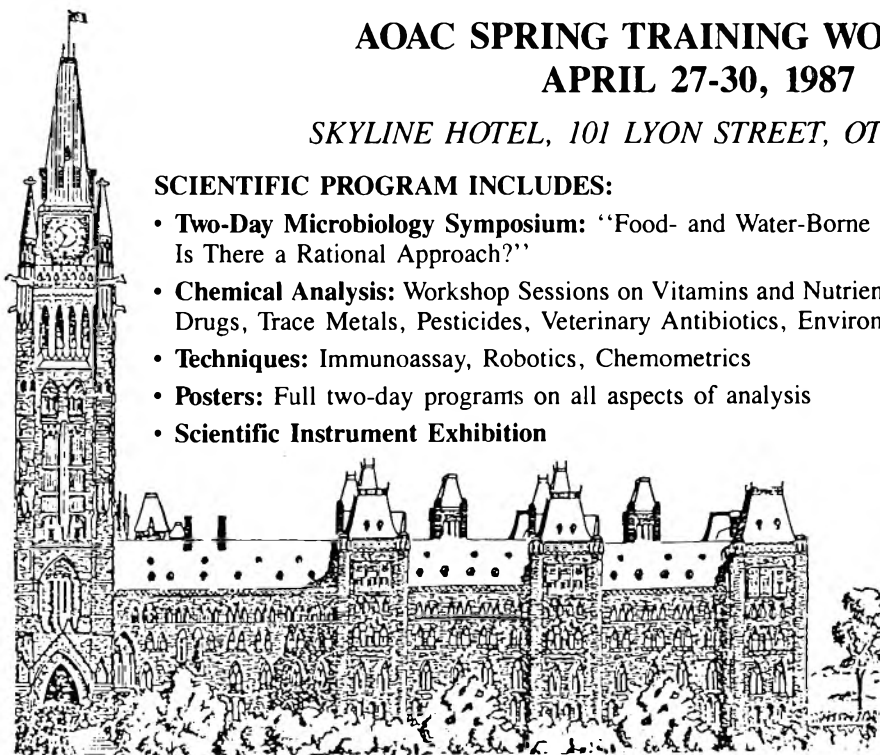 AOAC SPRING TRAINING WO
APRIL 27-30, 1987
SKYLINE HOTEL, 101 LYON STREET, OT
SCIENTIFIC PROGRAM INCLUDES:
• Two-Day Microbiology Symposium: ‘‘Food- and Water-Borne
Is There a Rational Approach?’’
• Chemical Analysis: Workshop Sessions on Vitamins and Nutrien
Drugs, Trace Metals, Pesticides, Veterinary Antibiotics, Environ
• Techniques: Immunoassay, Robotics, Chemometrics
• Posters: Full two-day programs on all aspects of analysis
• Scientific Instrument Exhibition